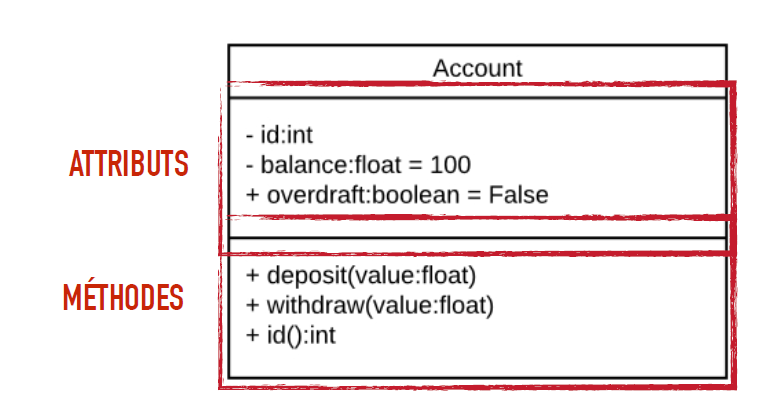 Account
ATTRIBUTS
- id:int
- balance:float = 100
+ overdraft:boolean = False
MÉTHODES
+ deposit(value:float)
+ withdraw(value:float)
+ id():int